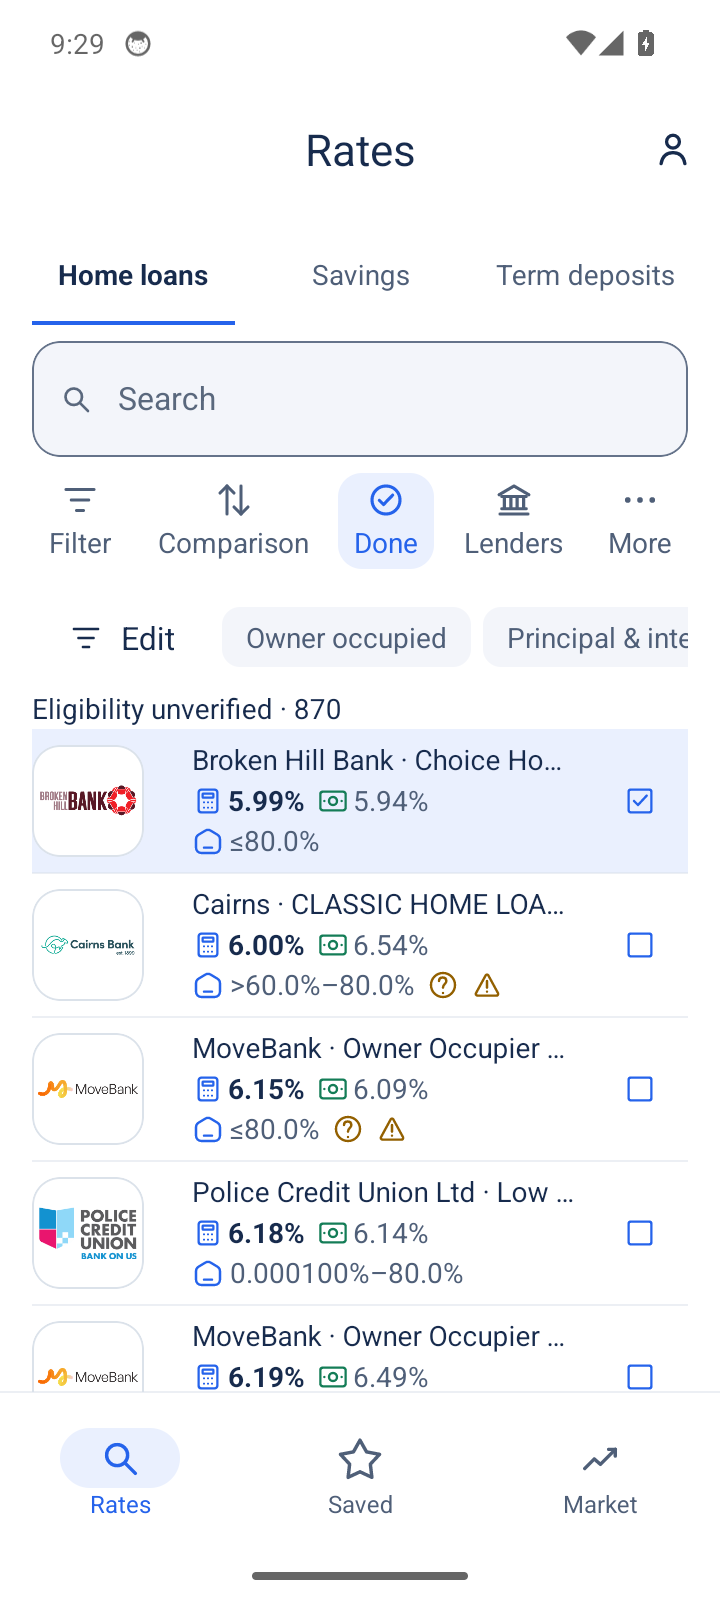 9:29
Rates
Home loans
Savings
Term deposits
Search
Filter
Comparison
Done
Lenders
More
Edit
Owner occupied
Principal & inte
Eligibility unverified · 870
BROKEN HILL BANK
Broken Hill Bank · Choice Ho...
5.99% 5.94%
≤80.0%
Cairns Bank
est. 1899
Cairns · CLASSIC HOME LOA...
6.00% 6.54%
>60.0%–80.0%
MoveBank
MoveBank · Owner Occupier ...
6.15% 6.09%
≤80.0%
POLICE
CREDIT
UNION
BANK ON US
Police Credit Union Ltd · Low ...
6.18% 6.14%
0.000100%–80.0%
MoveBank
MoveBank · Owner Occupier ...
6.19% 6.49%
Rates
Saved
Market